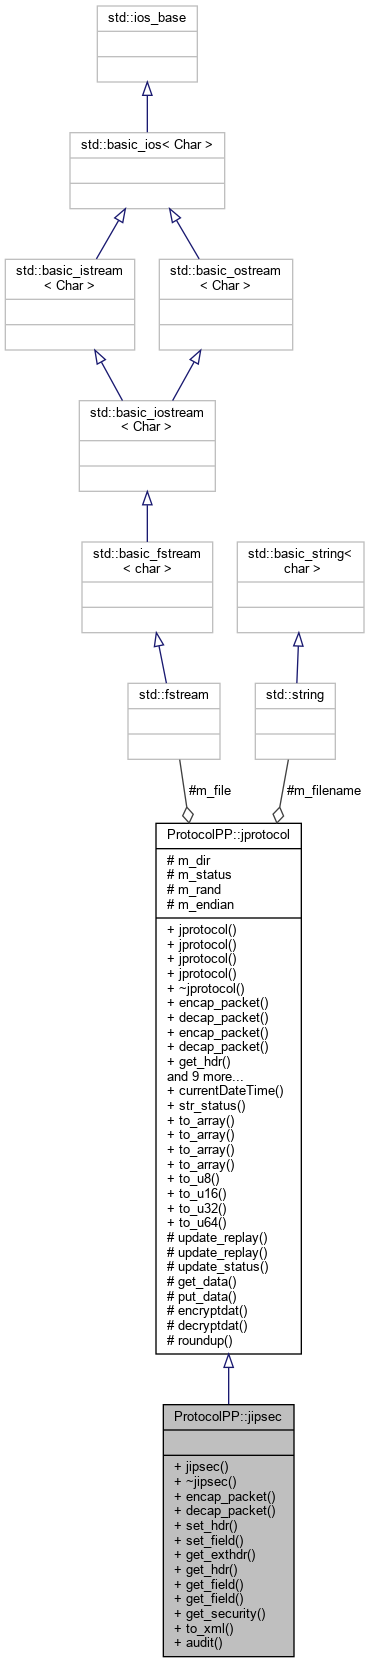 std::ios_base
std::basic_ios< Char >
std::basic_istream
< Char >
std::basic_ostream
< Char >
std::basic_iostream
< Char >
std::basic_fstream
< char >
std::basic_string<
char >
std::fstream
std::string
#m_file
#m_filename
ProtocolPP::jprotocol
# m_dir
# m_status
# m_rand
# m_endian
+ jprotocol()
+ jprotocol()
+ jprotocol()
+ jprotocol()
+ ~jprotocol()
+ encap_packet()
+ decap_packet()
+ encap_packet()
+ decap_packet()
+ get_hdr()
and 9 more...
+ currentDateTime()
+ str_status()
+ to_array()
+ to_array()
+ to_array()
+ to_array()
+ to_u8()
+ to_u16()
+ to_u32()
+ to_u64()
# update_replay()
# update_replay()
# update_status()
# get_data()
# put_data()
# encryptdat()
# decryptdat()
# roundup()
ProtocolPP::jipsec
+ jipsec()
+ ~jipsec()
+ encap_packet()
+ decap_packet()
+ set_hdr()
+ set_field()
+ get_exthdr()
+ get_hdr()
+ get_field()
+ get_field()
+ get_security()
+ to_xml()
+ audit()